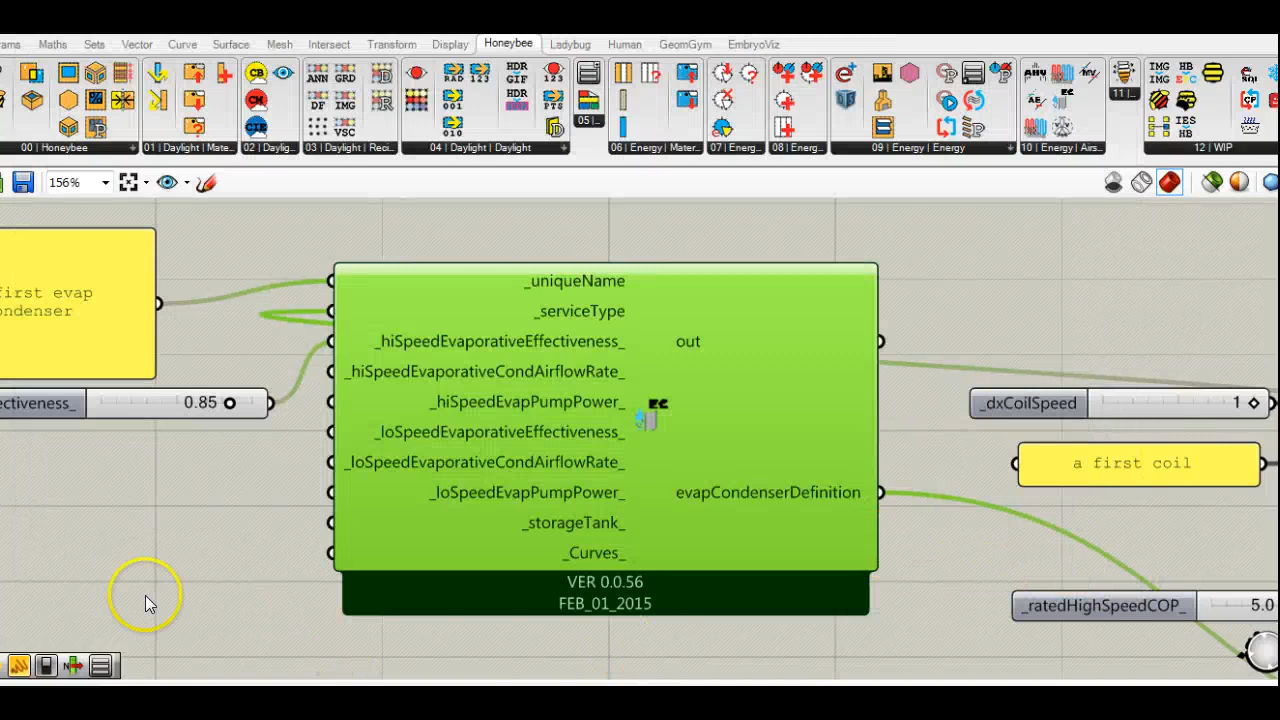 Maths Sets Vector Curve Surface Mesh Intersect Transform Display Honeybee Ladybug Human GeomGym EmbryoViz
00 | Honeybee
01 | Daylight | Mate...
02 | Daylig...
03 | Daylight | Reci...
04 | Daylight | Daylight
05 |...
06 | Energy | Mater...
07 | Energ...
08 | Energ...
09 | Energy | Energy
10 | Energy | Airs...
11 |...
12 | WIP
156%
first evap
ondenser
_uniqueName
_serviceType
_hiSpeedEvaporativeEffectiveness_
out
_hiSpeedEvaporativeCondAirflowRate_
_hiSpeedEvapPumpPower_
EC
_loSpeedEvaporativeEffectiveness_
_loSpeedEvaporativeCondAirflowRate_
_loSpeedEvapPumpPower_
evapCondenserDefinition
_storageTank_
_Curves_
VER 0.0.56
FEB_01_2015
ectiveness_ 0.85
_dxCoilSpeed 1
a first coil
_ratedHighSpeedCOP_ 5.0